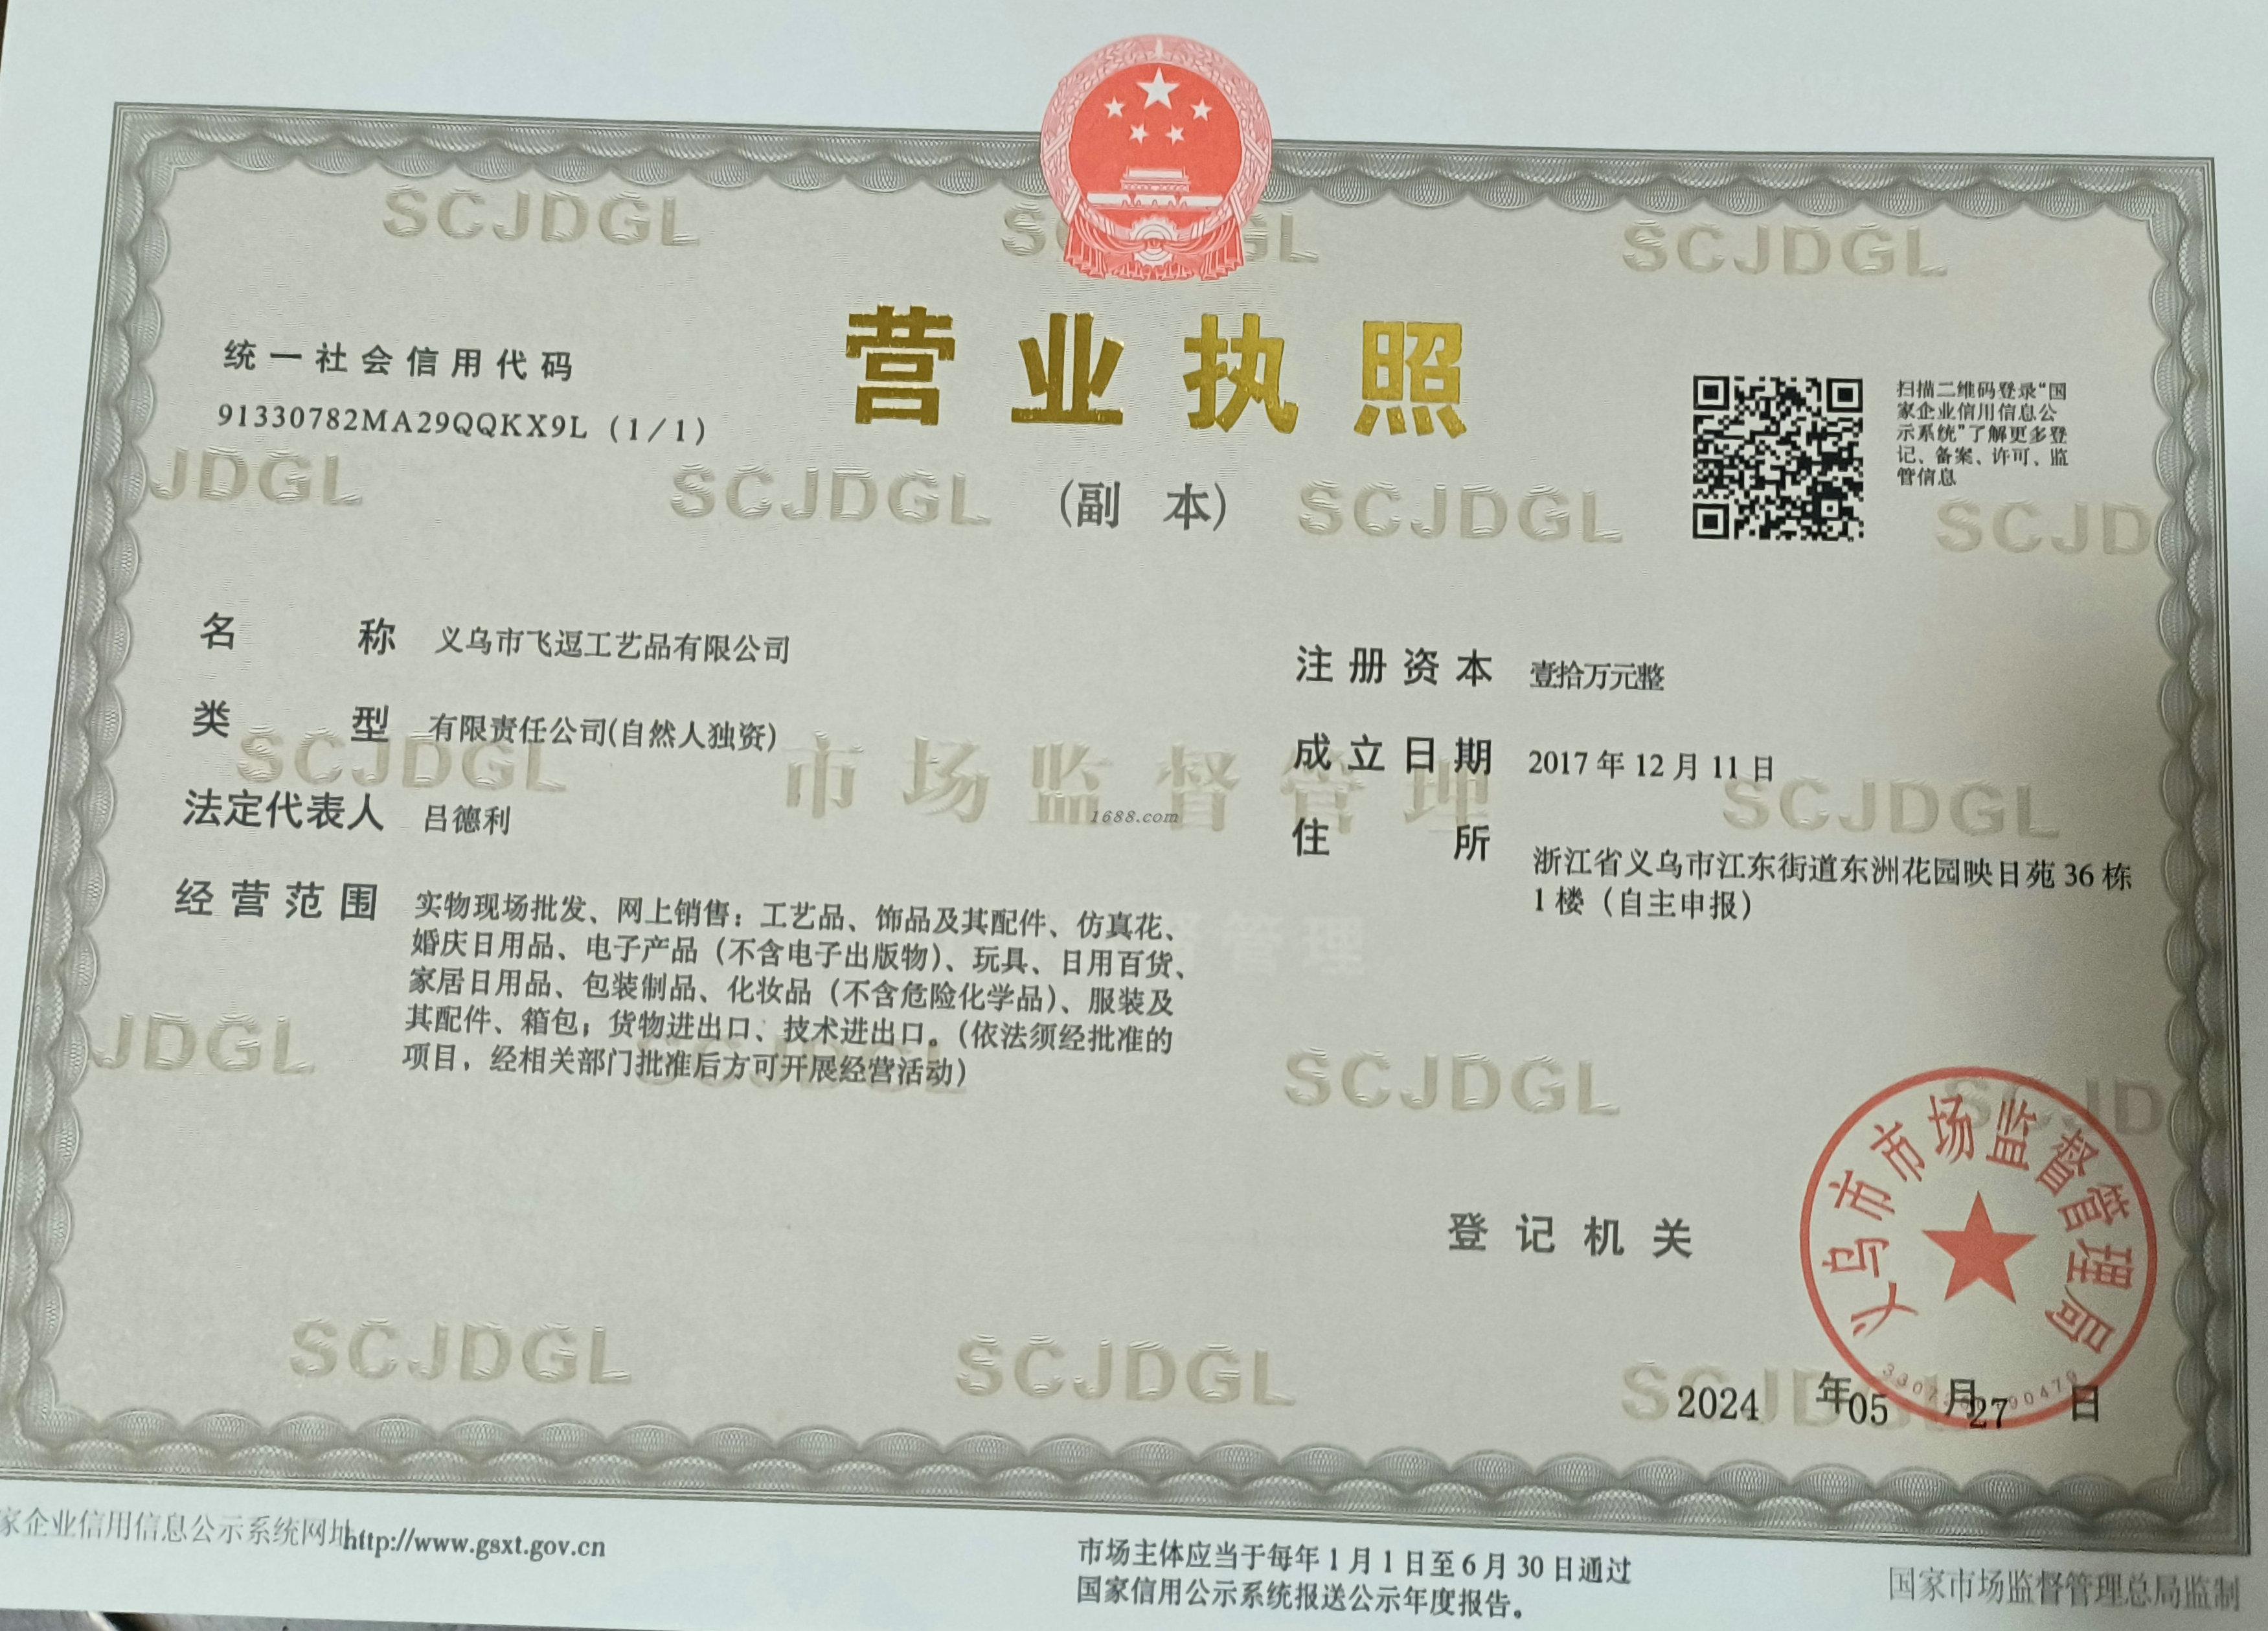 SCJDGL
SCJDGL
营业执照
统一社会信用代码
91330782MA29QQKX9L (1/1)
扫描二维码登录“国
家企业信用信息公
示系统”了解更多登
记、备案、许可、监
管信息
JDGL
SCJDGL
(副 本)
SCJDGL
SCJD
名 称 义乌市飞逗工艺品有限公司
注册资本 壹拾万元整
类 型 有限责任公司(自然人独资)
成立日期 2017 年 12 月 11 日
SCJDGL
市场监督管理
SCJDGL
1688.com
法定代表人 吕德利
住 所 浙江省义乌市江东街道东洲花园映日苑 36 栋
1 楼（自主申报）
经营范围 实物现场批发、网上销售：工艺品、饰品及其配件、仿真花、
婚庆日用品、电子产品（不含电子出版物）、玩具、日用百货、
家居日用品、包装制品、化妆品（不含危险化学品）、服装及
其配件、箱包；货物进出口、技术进出口。（依法须经批准的
项目，经相关部门批准后方可开展经营活动）
管理
JDGL
SCJDGL
SCJDGL
SCJD
登记机关
义乌市市场监督管理局
SCJDGL
SCJDGL
2024 年 05 月 27 日
家企业信用信息公示系统网址http://www.gsxt.gov.cn
市场主体应当于每年 1 月 1 日至 6 月 30 日通过
国家信用公示系统报送公示年度报告。
国家市场监督管理总局监制